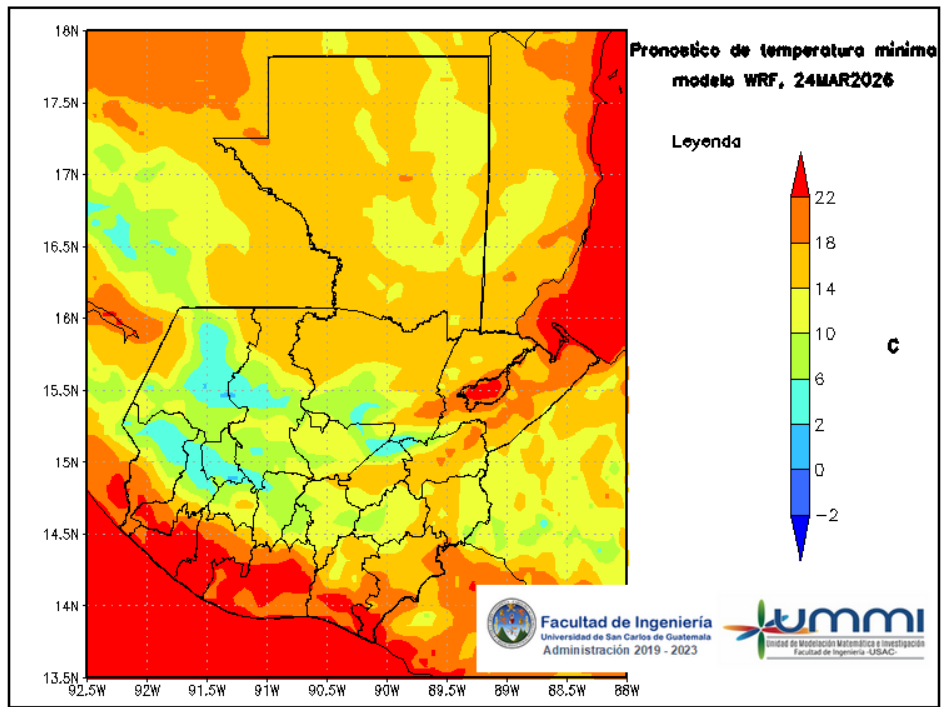 Pronostico de temperatura minima
modelo WRF, 24MAR2026
Leyenda
22
18
14
10
6
2
0
-2
C
18N
17.5N
17N
16.5N
16N
15.5N
15N
14.5N
14N
13.5N
92.5W
92W
91.5W
91W
90.5W
90W
89.5W
89W
88.5W
88W
Facultad de Ingeniería
Universidad de San Carlos de Guatemala
Administración 2019 - 2023
UMMI
Unidad de Modelación Matemática e Investigación
Facultad de Ingeniería -USAC-